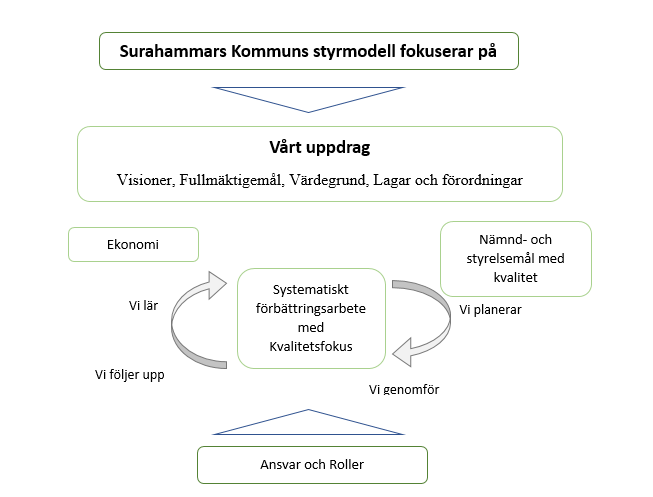 Surahammars Kommuns styrmodell fokuserar på
Vårt uppdrag
Visioner, Fullmäktigemål, Värdegrund, Lagar och förordningar
Ekonomi
Nämnd- och
styrelsemål med
kvalitet
Systematiskt
förbättringsarbete
med
Kvalitetsfokus
Vi lär
Vi planerar
Vi följer upp
Vi genomför
Ansvar och Roller